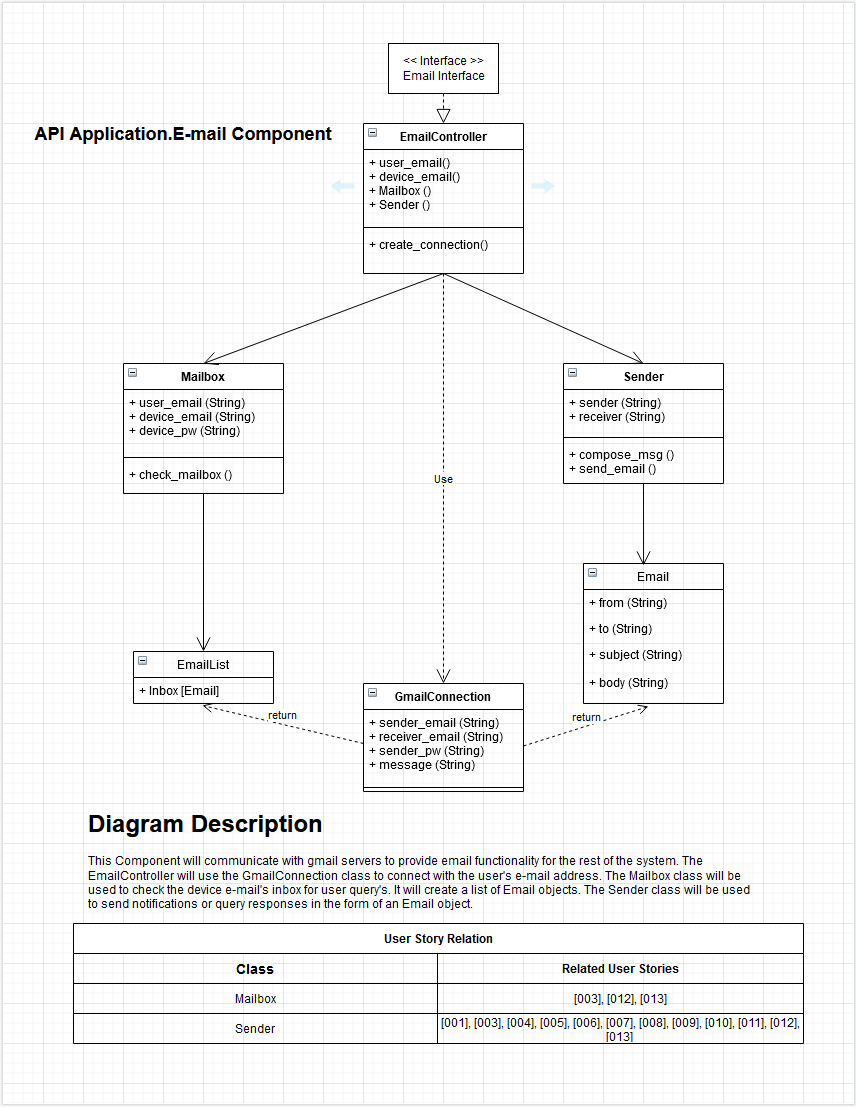 << Interface >>
Email Interface
API Application.E-mail Component
EmailController
+ user_email()
+ device_email()
+ Mailbox ()
+ Sender ()
+ create_connection()
Mailbox
+ user_email (String)
+ device_email (String)
+ device_pw (String)
+ check_mailbox ()
Sender
+ sender (String)
+ receiver (String)
+ compose_msg ()
+ send_email ()
Use
Email
+ from (String)
+ to (String)
+ subject (String)
+ body (String)
EmailList
+ Inbox [Email]
GmailConnection
+ sender_email (String)
+ receiver_email (String)
+ sender_pw (String)
+ message (String)
return
return
Diagram Description
This Component will communicate with gmail servers to provide email functionality for the rest of the system. The
EmailController will use the GmailConnection class to connect with the user's e-mail address. The Mailbox class will be
used to check the device e-mail's inbox for user query's. It will create a list of Email objects. The Sender class will be used
to send notifications or query responses in the form of an Email object.
User Story Relation
Class
Related User Stories
Mailbox
[003], [012], [013]
Sender
[001], [003], [004], [005], [006], [007], [008], [009], [010], [011], [012],
[013]